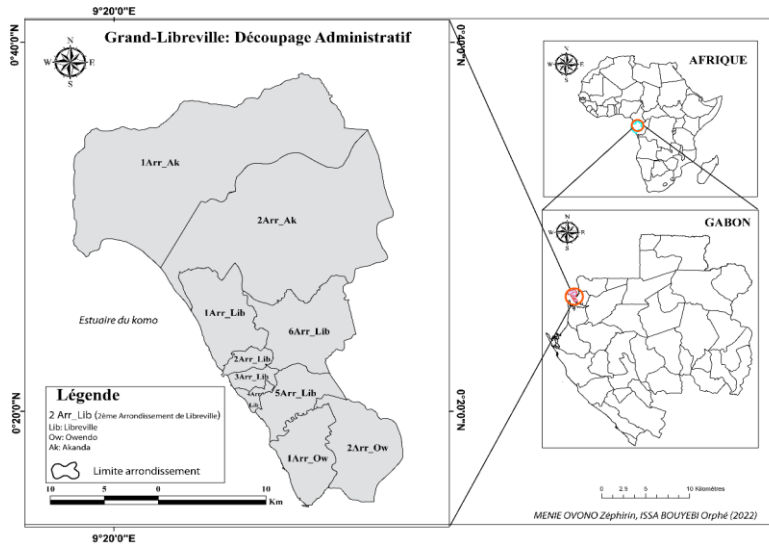 9°20'0"E
Grand-Libreville: Découpage Administratif
0°40'0"N
0°40'0"N
N
W E
S
1Arr_Ak
2Arr_Ak
1Arr_Lib
6Arr_Lib
Estuaire du komo
2Arr_Lib
3Arr_Lib
5Arr_Lib
2Arr_Ow
1Arr_Ow
0°20'0"N
0°20'0"N
Légende
2 Arr_Lib (2ème Arrondissement de Libreville)
Lib: Libreville
Ow: Owendo
Ak: Akanda
Limite arrondissement
10 5 0 10
Km
9°20'0"E
N
W E
S
AFRIQUE
N
W E
S
GABON
0 2.5 5 10 Kilomètres
MENIE OVONO Zéphirin, ISSA BOUYEBI Orphé (2022)